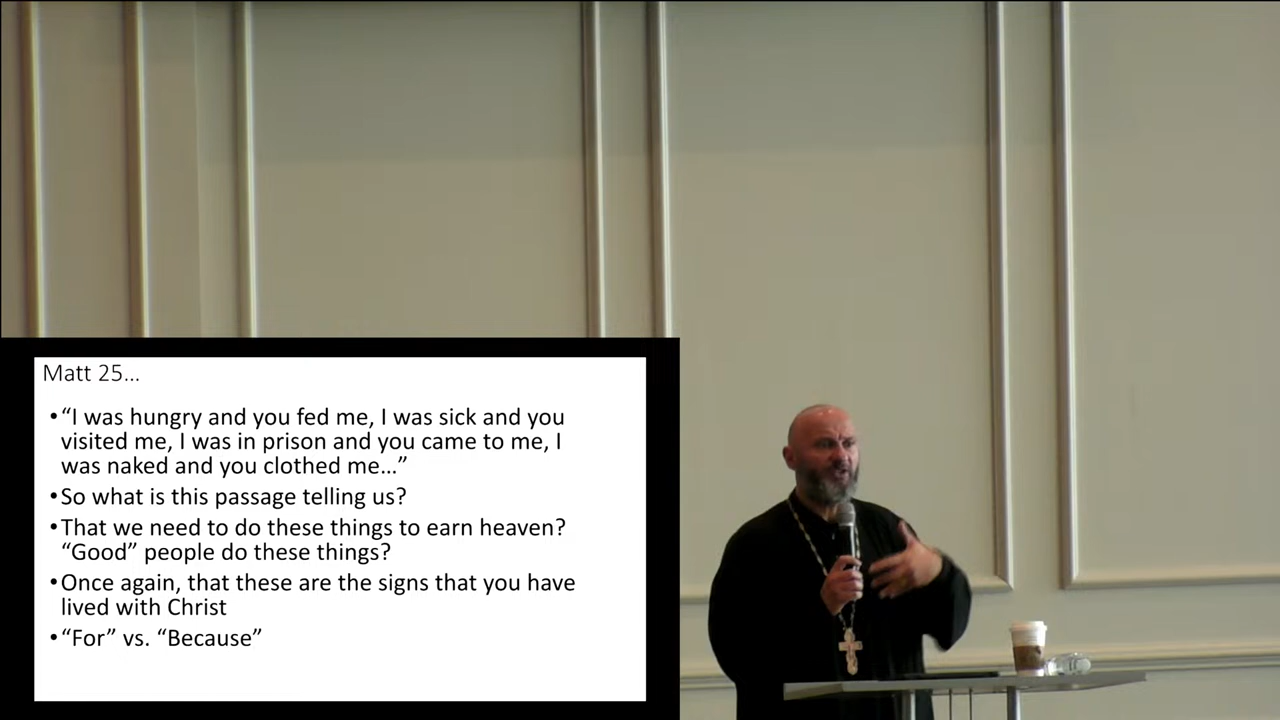 Matt 25…
•“I was hungry and you fed me, I was sick and you
visited me, I was in prison and you came to me, I
was naked and you clothed me…”
•So what is this passage telling us?
•That we need to do these things to earn heaven?
“Good” people do these things?
•Once again, that these are the signs that you have
lived with Christ
•“For” vs. “Because”